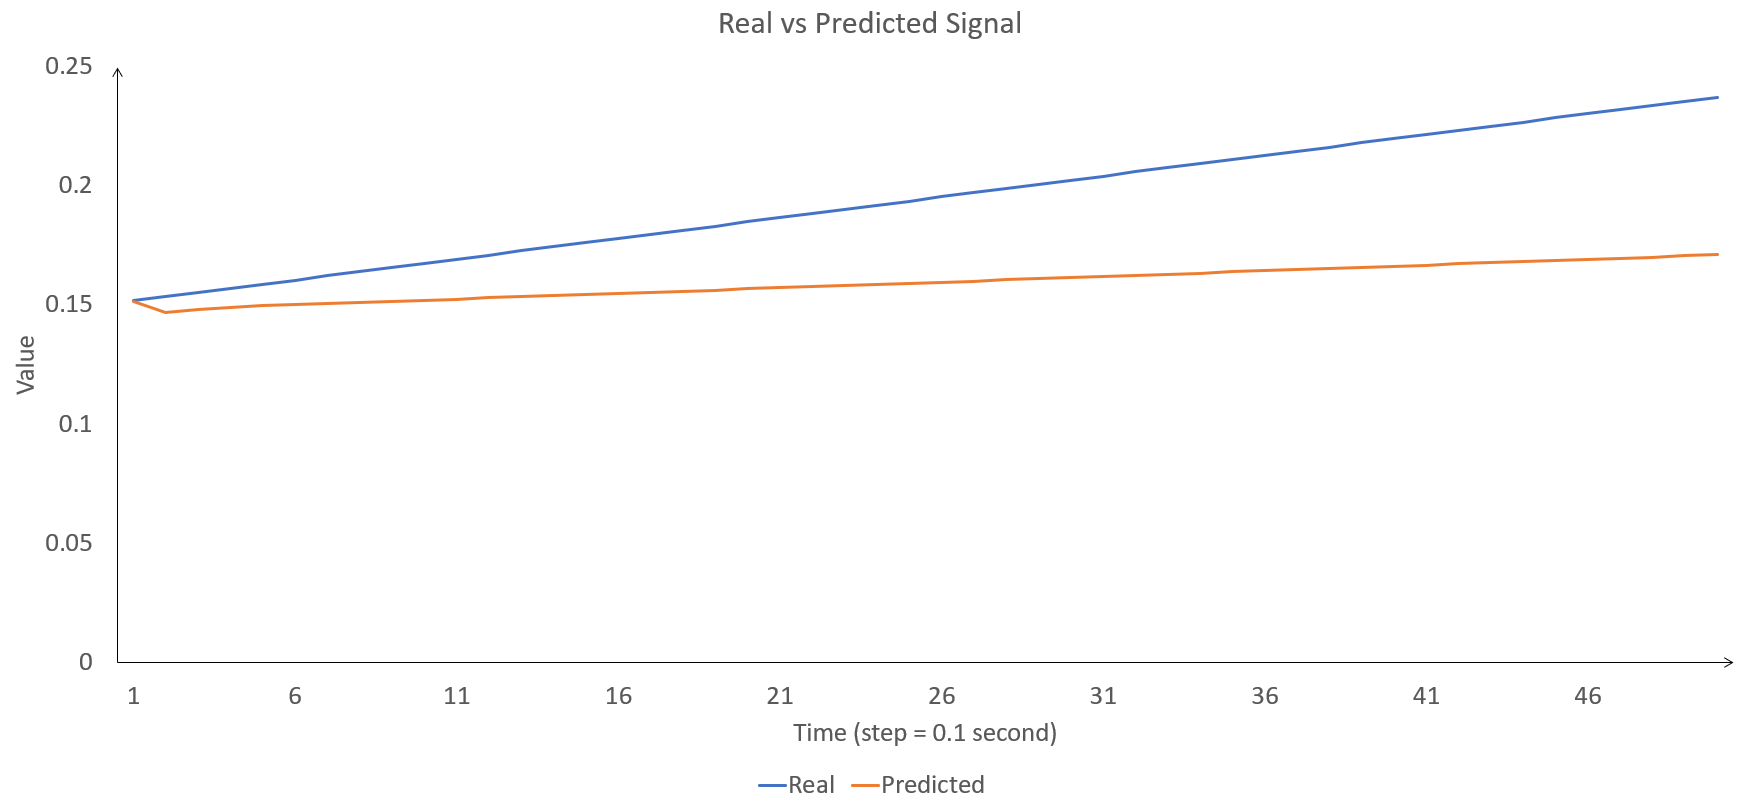 Real vs Predicted Signal
0.25
0.2
0.15
0.1
0.05
0
Value
1 6 11 16 21 26 31 36 41 46
Time (step = 0.1 second)
Real Predicted